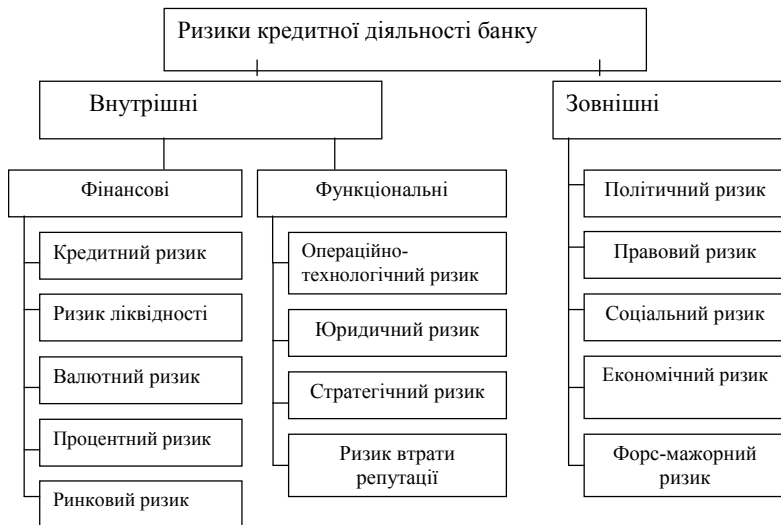 Ризики кредитної діяльності банку
Внутрішні
Зовнішні
Фінансові
Функціональні
Кредитний ризик
Ризик ліквідності
Валютний ризик
Процентний ризик
Ринковий ризик
Операційно-
технологічний ризик
Юридичний ризик
Стратегічний ризик
Ризик втрати
репутації
Політичний ризик
Правовий ризик
Соціальний ризик
Економічний ризик
Форс-мажорний
ризик